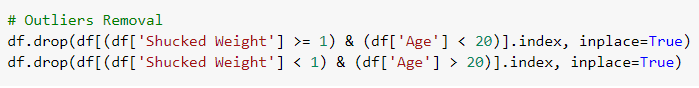 # Outliers Removal
df.drop(df[(df['Shucked Weight'] >= 1) & (df['Age'] < 20)].index, inplace=True)
df.drop(df[(df['Shucked Weight'] < 1) & (df['Age'] > 20)].index, inplace=True)